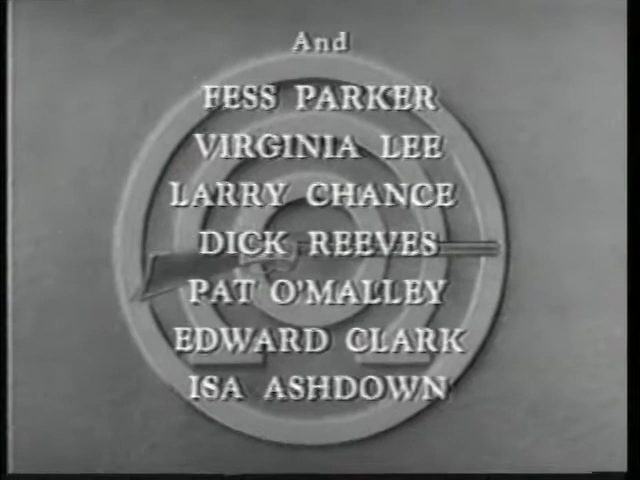 And
FESS PARKER
VIRGINIA LEE
LARRY CHANCE
DICK REEVES
PAT O'MALLEY
EDWARD CLARK
ISA ASHDOWN